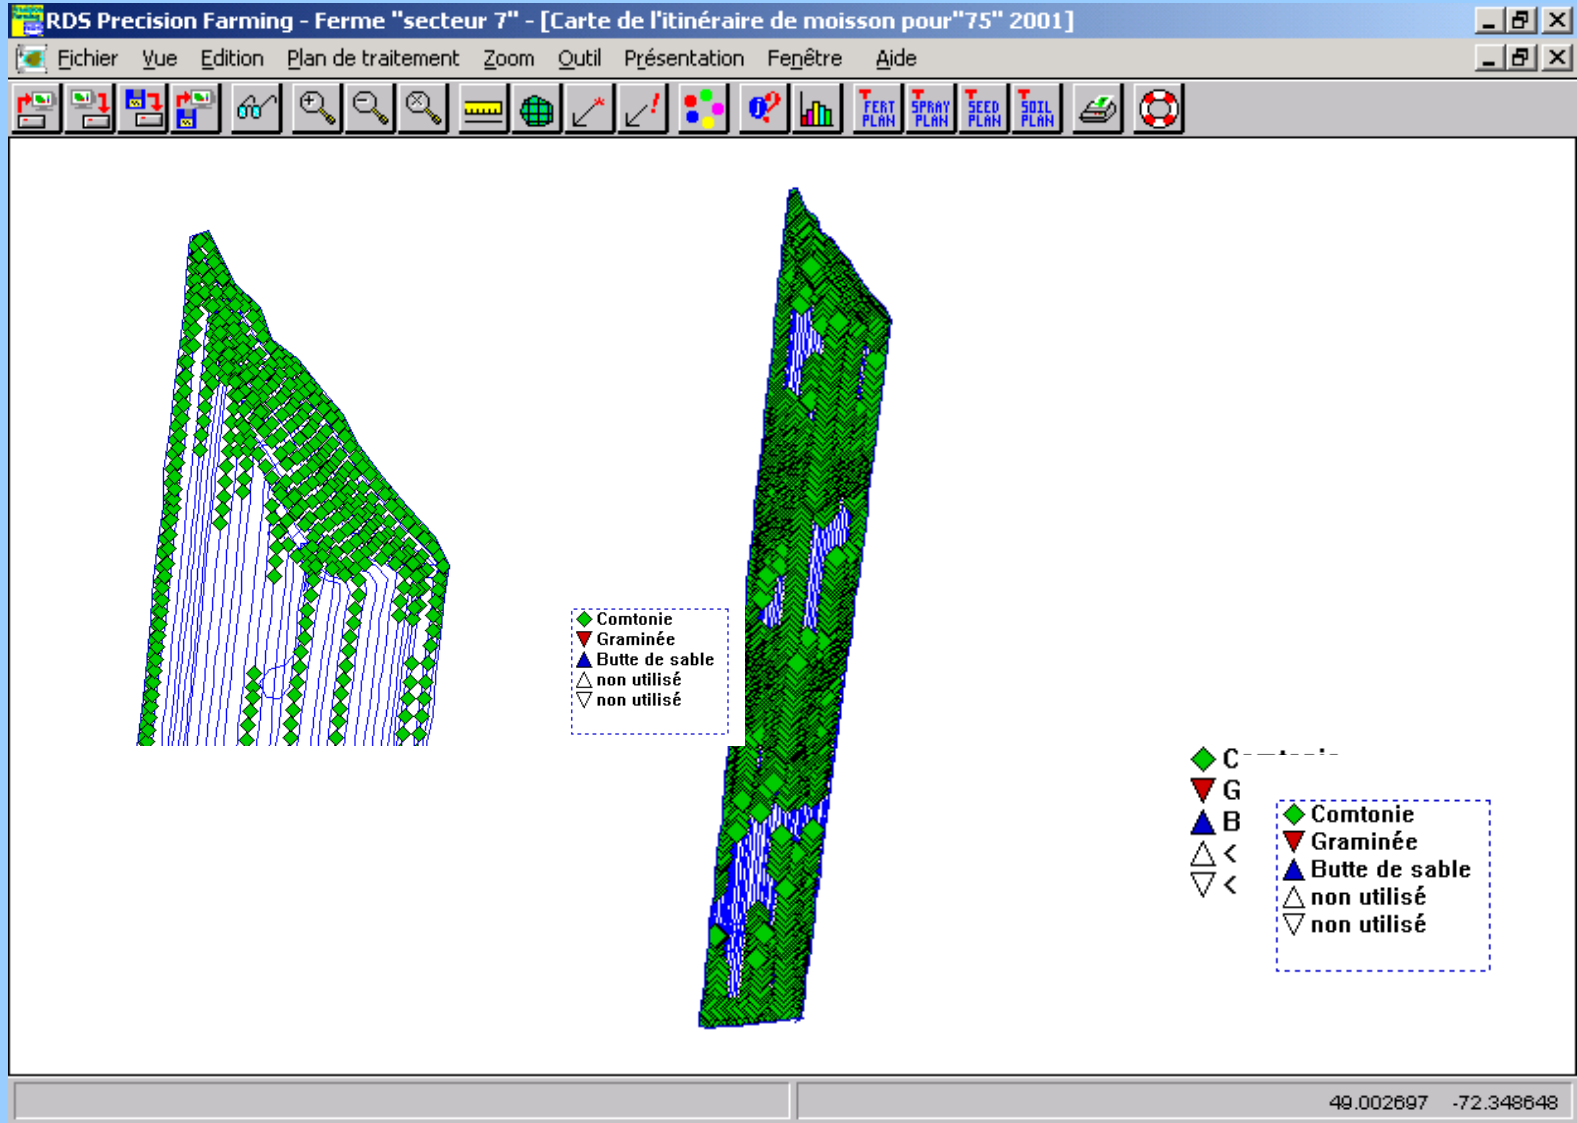 RDS Precision Farming - Ferme "secteur 7" - [Carte de l'itinéraire de moisson pour"75" 2001]
Fichier Vue Edition Plan de traitement Zoom Outil Présentation Fenêtre Aide
T FERT PLAN T SPRAY PLAN T SEED PLAN T SOIL PLAN
Comtonie
Graminée
Butte de sable
non utilisé
non utilisé
C
G
B
<
<
Comtonie
Graminée
Butte de sable
non utilisé
non utilisé
49.002697 -72.348648